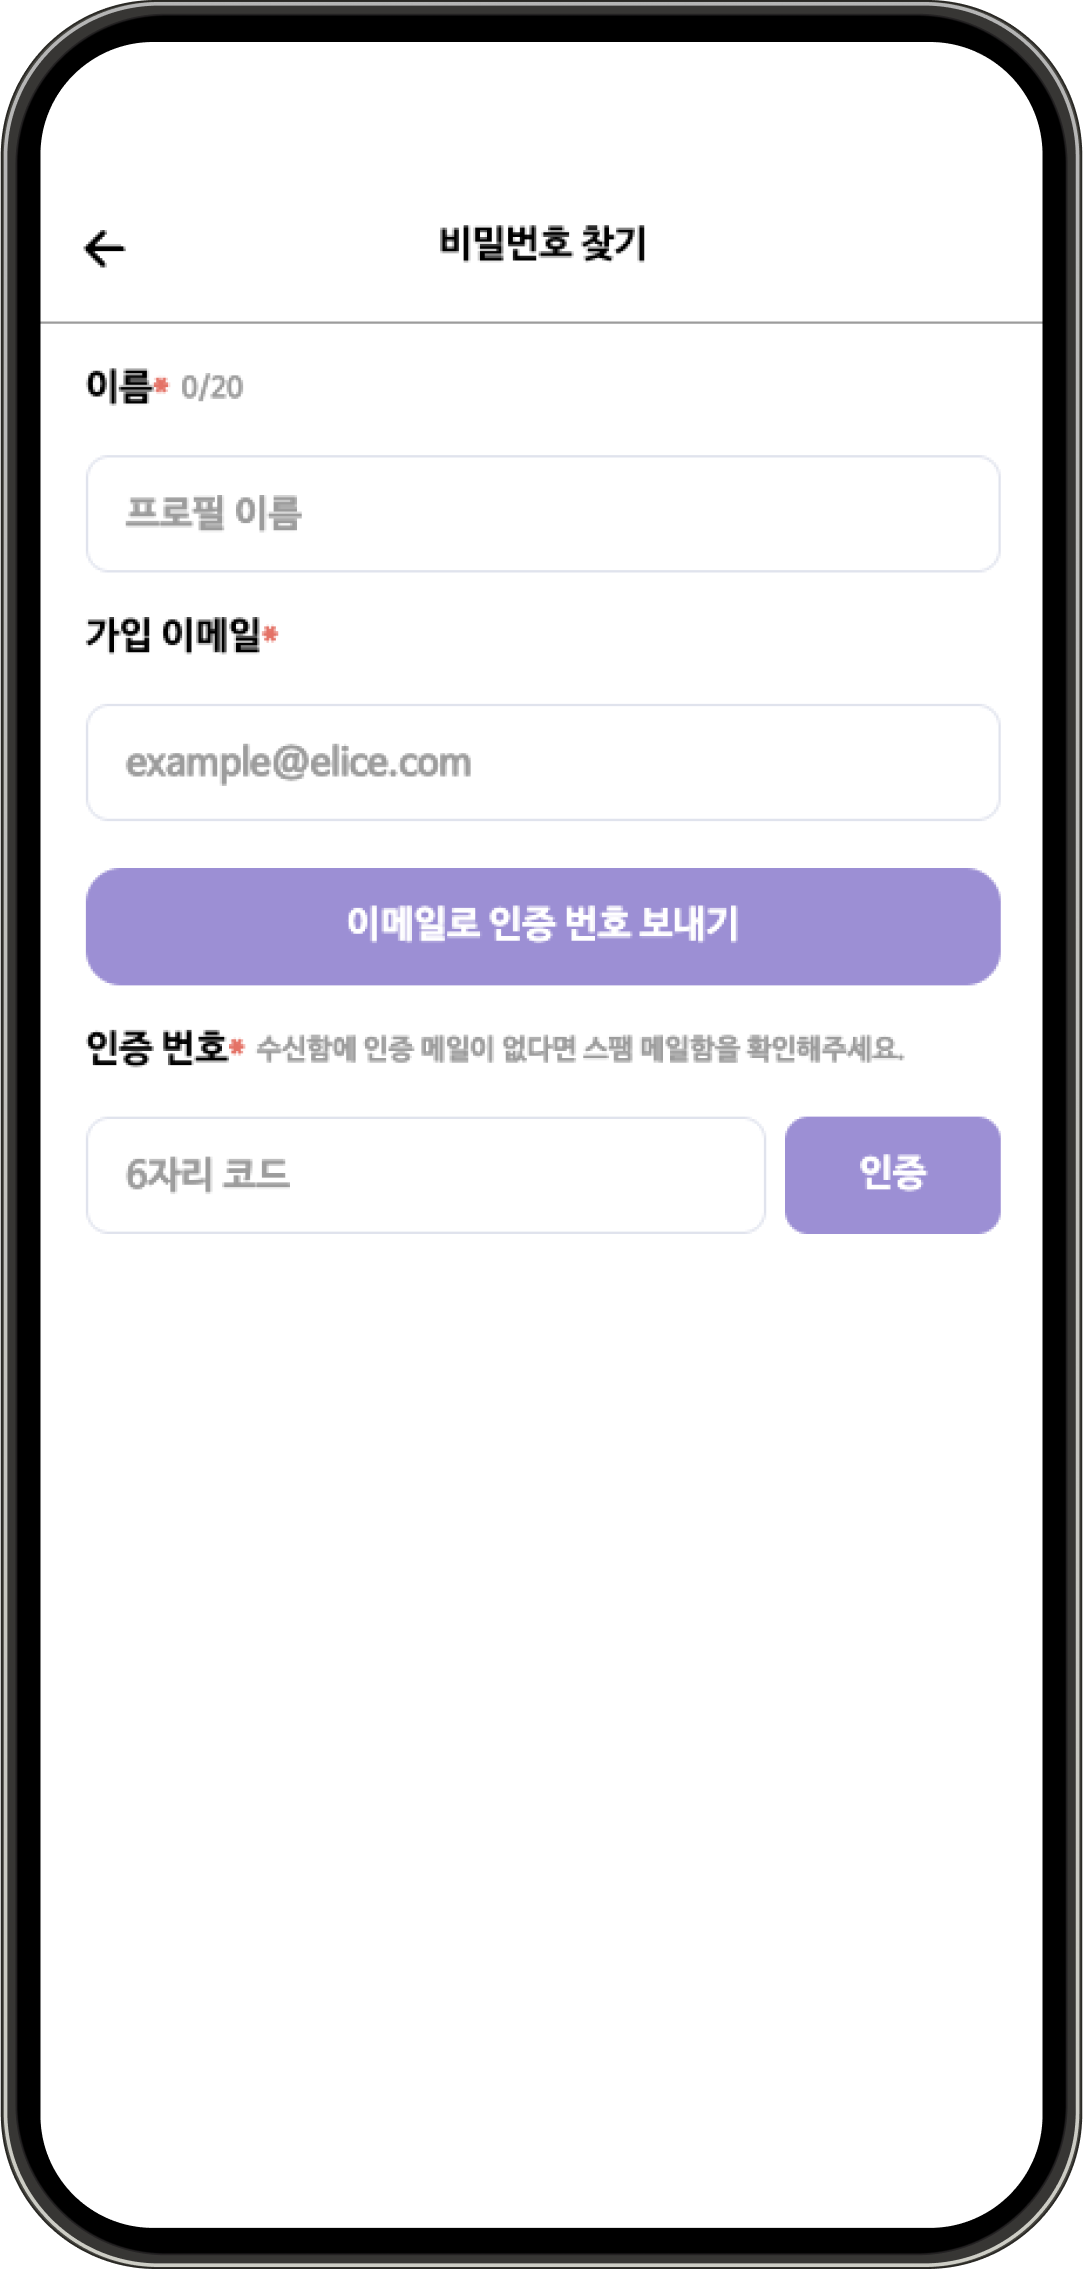 비밀번호 찾기
이름* 0/20
프로필 이름
가입 이메일*
example@elice.com
이메일로 인증 번호 보내기
인증 번호* 수신함에 인증 메일이 없다면 스팸 메일함을 확인해주세요.
6자리 코드
인증